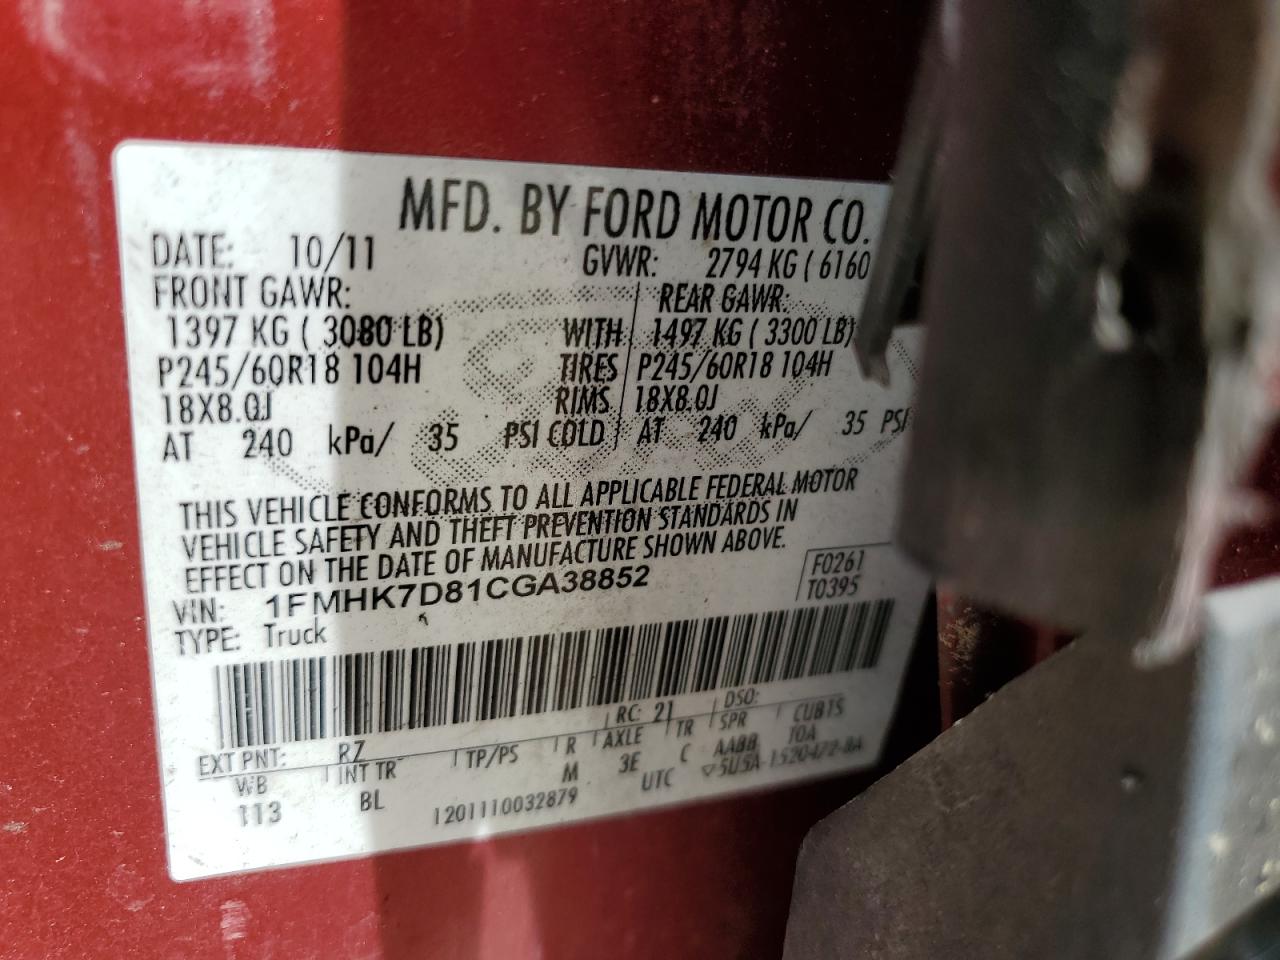 MFD. BY FORD MOTOR CO.
DATE: 10/11 GVWR: 2794 KG ( 6160
FRONT GAWR: REAR GAWR:
1397 KG ( 3080 LB) WITH 1497 KG ( 3300 LB)
P245/60R18 104H TIRES P245/60R18 104H
18X8.0J RIMS 18X8.0J
AT 240 kPa/ 35 PSI COLD AT 240 kPa/ 35 PSI
THIS VEHICLE CONFORMS TO ALL APPLICABLE FEDERAL MOTOR
VEHICLE SAFETY AND THEFT PREVENTION STANDARDS IN
EFFECT ON THE DATE OF MANUFACTURE SHOWN ABOVE.
VIN: 1FMHK7D81CGA38852 F0261
TYPE: Truck T0395
EXT PNT: RZ RC: 21 DSO:
WB INT TR TP/PS R AXLE TR SPR CUBTS
113 BL M 3E C AABB TOA
1201110032879 UTC ▽5U5A-1520472-BA